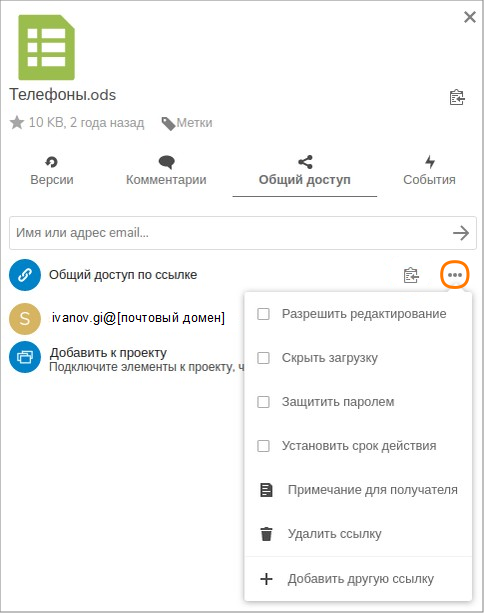 Телефоны.ods
10 KB, 2 года назад Метки
Версии Комментарии Общий доступ События
Имя или адрес email...
Общий доступ по ссылке
S ivanov.gi@[почтовый домен]
Добавить к проекту
Подключите элементы к проекту, ч
Разрешить редактирование
Скрыть загрузку
Защитить паролем
Установить срок действия
Примечание для получателя
Удалить ссылку
Добавить другую ссылку